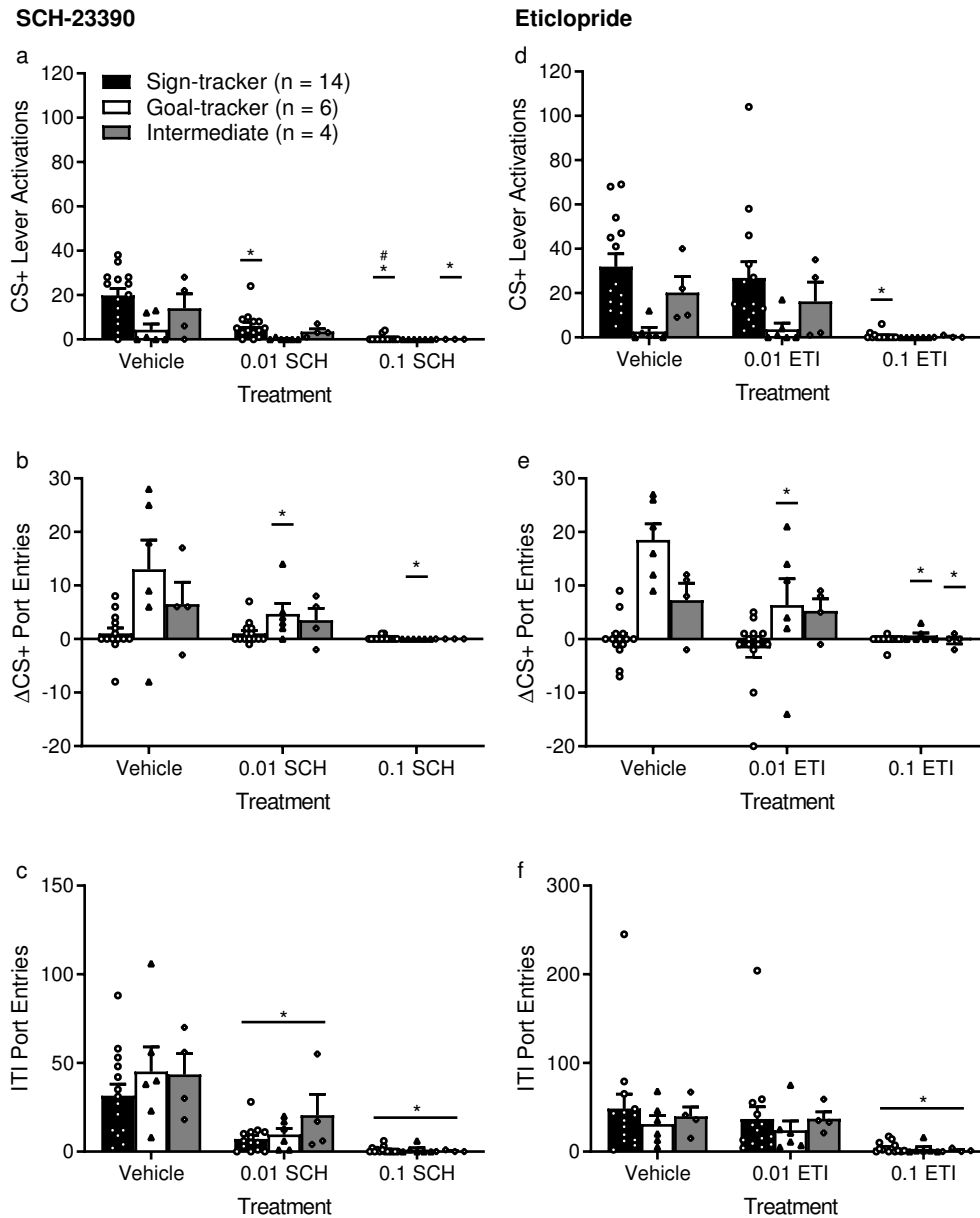 SCH-23390
Eticlopride
a
120
100
80
60
40
20
0
CS+ Lever Activations
Sign-tracker (n = 14)
Goal-tracker (n = 6)
Intermediate (n = 4)
*
#
*
*
Vehicle
0.01 SCH
0.1 SCH
Treatment
d
120
100
80
60
40
20
0
CS+ Lever Activations
*
Vehicle
0.01 ETI
0.1 ETI
Treatment
b
30
20
10
0
-10
-20
ΔCS+ Port Entries
*
*
Vehicle
0.01 SCH
0.1 SCH
Treatment
e
30
20
10
0
-10
-20
ΔCS+ Port Entries
*
*
*
Vehicle
0.01 ETI
0.1 ETI
Treatment
c
150
100
50
0
ITI Port Entries
*
*
Vehicle
0.01 SCH
0.1 SCH
Treatment
f
300
200
100
0
ITI Port Entries
*
Vehicle
0.01 ETI
0.1 ETI
Treatment